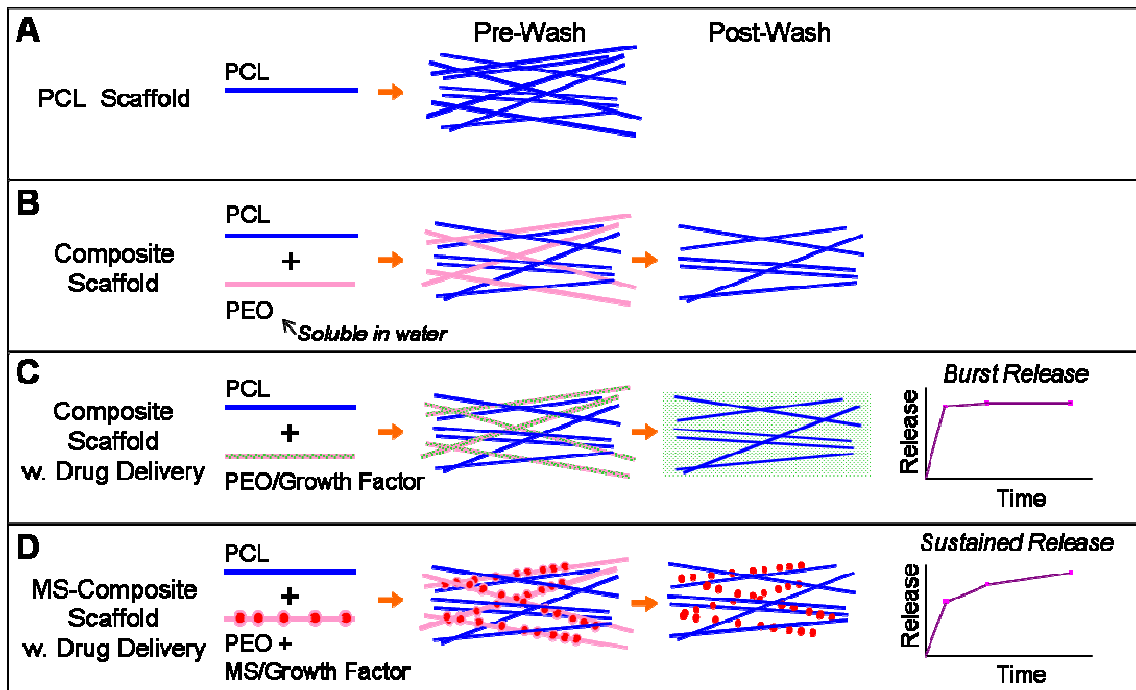 A
Pre-Wash
Post-Wash
PCL Scaffold
PCL
B
Composite
Scaffold
PCL
+
PEO
Soluble in water
C
Composite
Scaffold
w. Drug Delivery
PCL
+
PEO/Growth Factor
Burst Release
Release
Time
D
MS-Composite
Scaffold
w. Drug Delivery
PCL
+
PEO +
MS/Growth Factor
Sustained Release
Release
Time